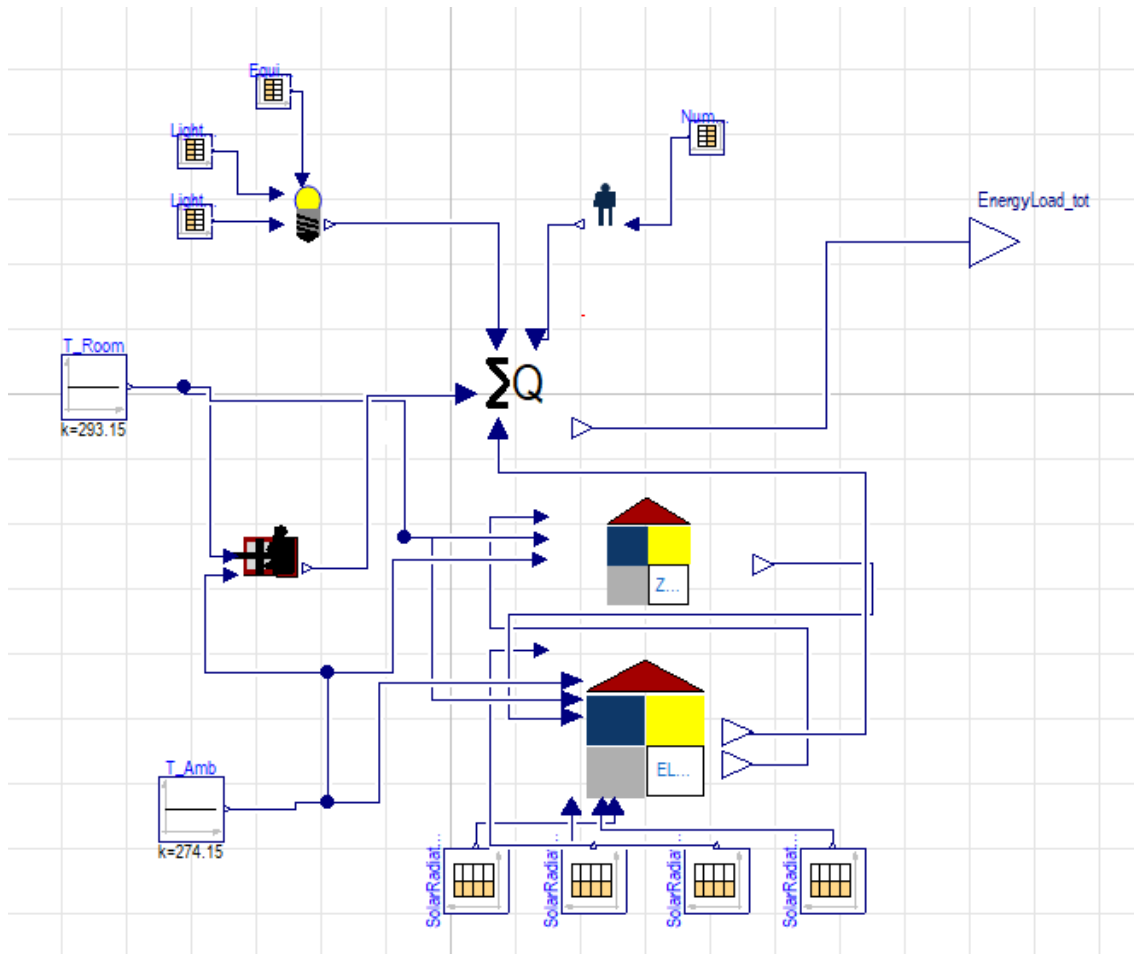 Equi...
Light...
Num...
Light...
EnergyLoad_tot
T_Room
k=293.15
ΣQ
Z...
EL...
T_Amb
k=274.15
SolarRadiat...
SolarRadiat...
SolarRadiat...
SolarRadiat...